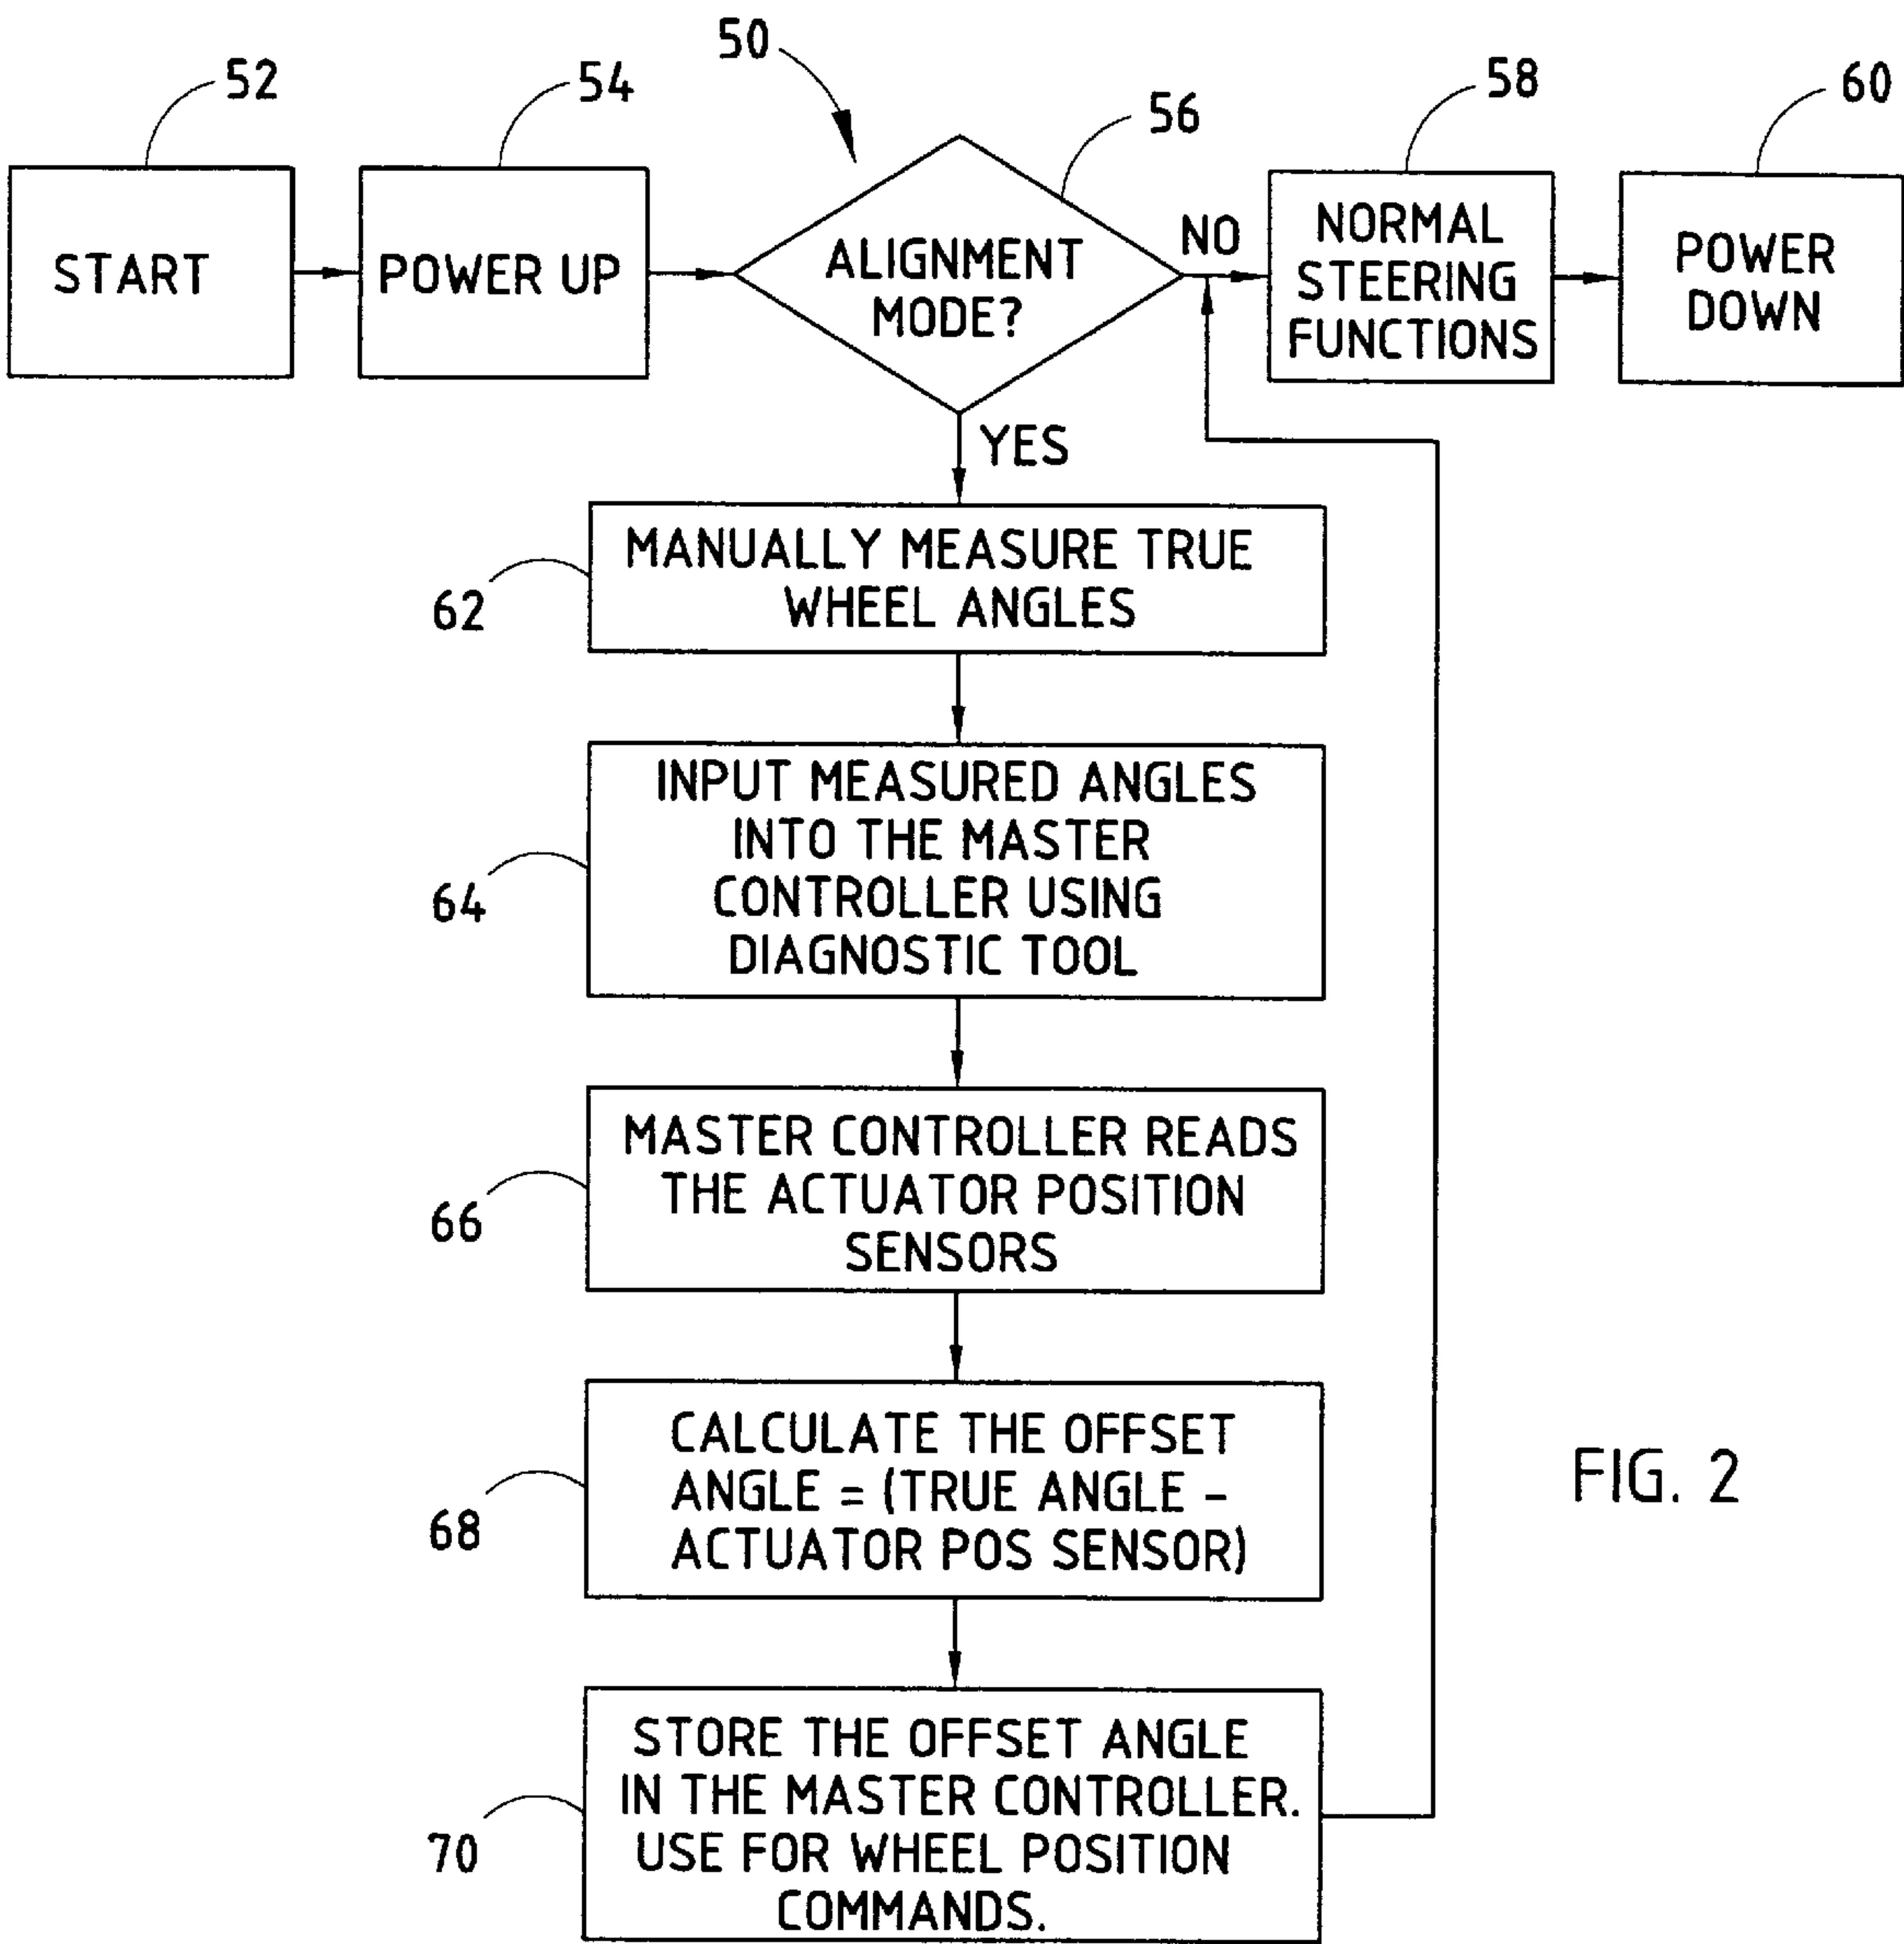 50
52
54
56
58
60
START
POWER UP
ALIGNMENT
MODE?
NO
NORMAL
STEERING
FUNCTIONS
POWER
DOWN
YES
62
MANUALLY MEASURE TRUE
WHEEL ANGLES
64
INPUT MEASURED ANGLES
INTO THE MASTER
CONTROLLER USING
DIAGNOSTIC TOOL
66
MASTER CONTROLLER READS
THE ACTUATOR POSITION
SENSORS
68
CALCULATE THE OFFSET
ANGLE = (TRUE ANGLE -
ACTUATOR POS SENSOR)
FIG. 2
70
STORE THE OFFSET ANGLE
IN THE MASTER CONTROLLER.
USE FOR WHEEL POSITION
COMMANDS.